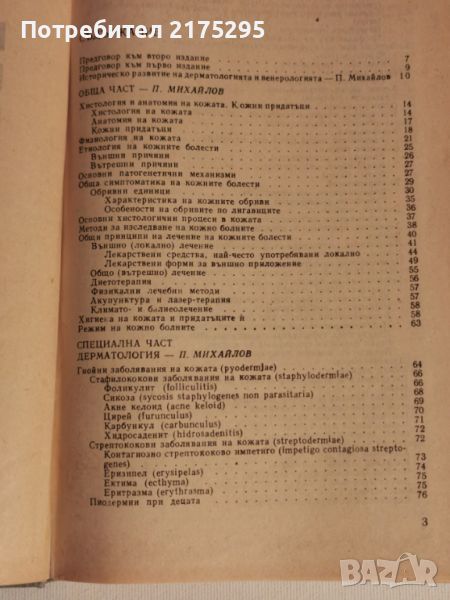 Потребител 2175295
Предговор към второ издание 7
Предговор към първо издание 9
Историческо развитие на дерматологията и венерологията — П. Михайлов 10
ОБЩА ЧАСТ — П. МИХАЙЛОВ
Хистология и анатомия на кожата. Кожни придатъци 14
Хистология на кожата 14
Анатомия на кожата 17
Кожни придатъци 18
Физиология на кожата 21
Етиология на кожните болести 25
Външни причини 26
Вътрешни причини 27
Основни патогенетични механизми 27
Обща симптоматика на кожните болести 29
Обривни единици 30
Характеристика на кожните обриви 35
Особености на обривите по лигавиците 36
Основни хистологични процеси в кожата 37
Методи за изследване на кожно болните 38
Общи принципи на лечение на кожните болести 40
Външно (локално) лечение 41
Лекарствени средства, най-често употребявани локално 44
Лекарствени форми за външно приложение 49
Общо (вътрешно) лечение 55
Диетотерапия 56
Физикални лечебни методи 57
Акупунктура и лазер-терапия 57
Климато- и балнеолечение 58
Хигиена на кожата и придатъците ѝ 58
Режим на кожно болните 63
СПЕЦИАЛНА ЧАСТ
ДЕРМАТОЛОГИЯ — П. МИХАЙЛОВ
Гнойни заболявания на кожата (pyodermiae) 64
Стафилококови заболявания на кожата (staphylodermiae) 66
Фоликулит (folliculitis) 66
Сикоза (sycosis staphylogenes non parasitaria) 68
Акне келоид (acne keloid) 69
Цирей (furunculus) 70
Карбункул (carbunculus) 71
Хидросаденит (hidrosadenitis) 72
Стрептококови заболявания на кожата (streptodermiae) 72
Контагиозно стрептококово импетиго (impetigo contagiosa strepto-
genes) 73
Еризипел (erysipelas) 74
Ектима (ecthyma) 75
Еритразма (erythrasma) 75
Пиодермии при децата 76
3
BAZAR